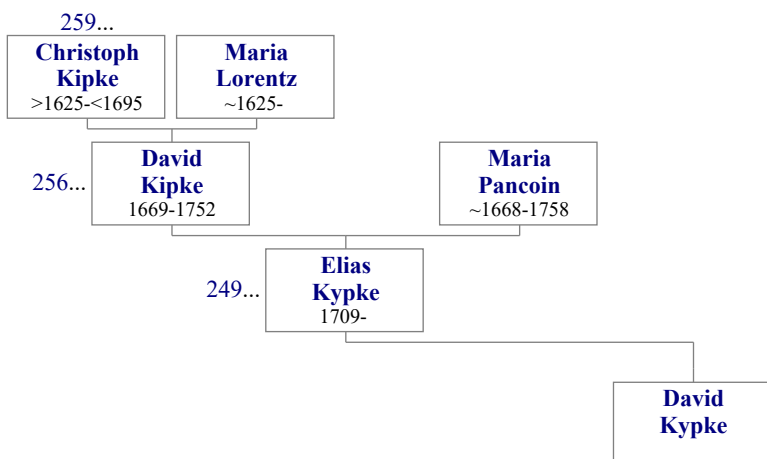 259...
Christoph
Kipke
>1625-<1695
Maria
Lorentz
~1625-
256...
David
Kipke
1669-1752
Maria
Pancoin
~1668-1758
249...
Elias
Kypke
1709-
David
Kypke